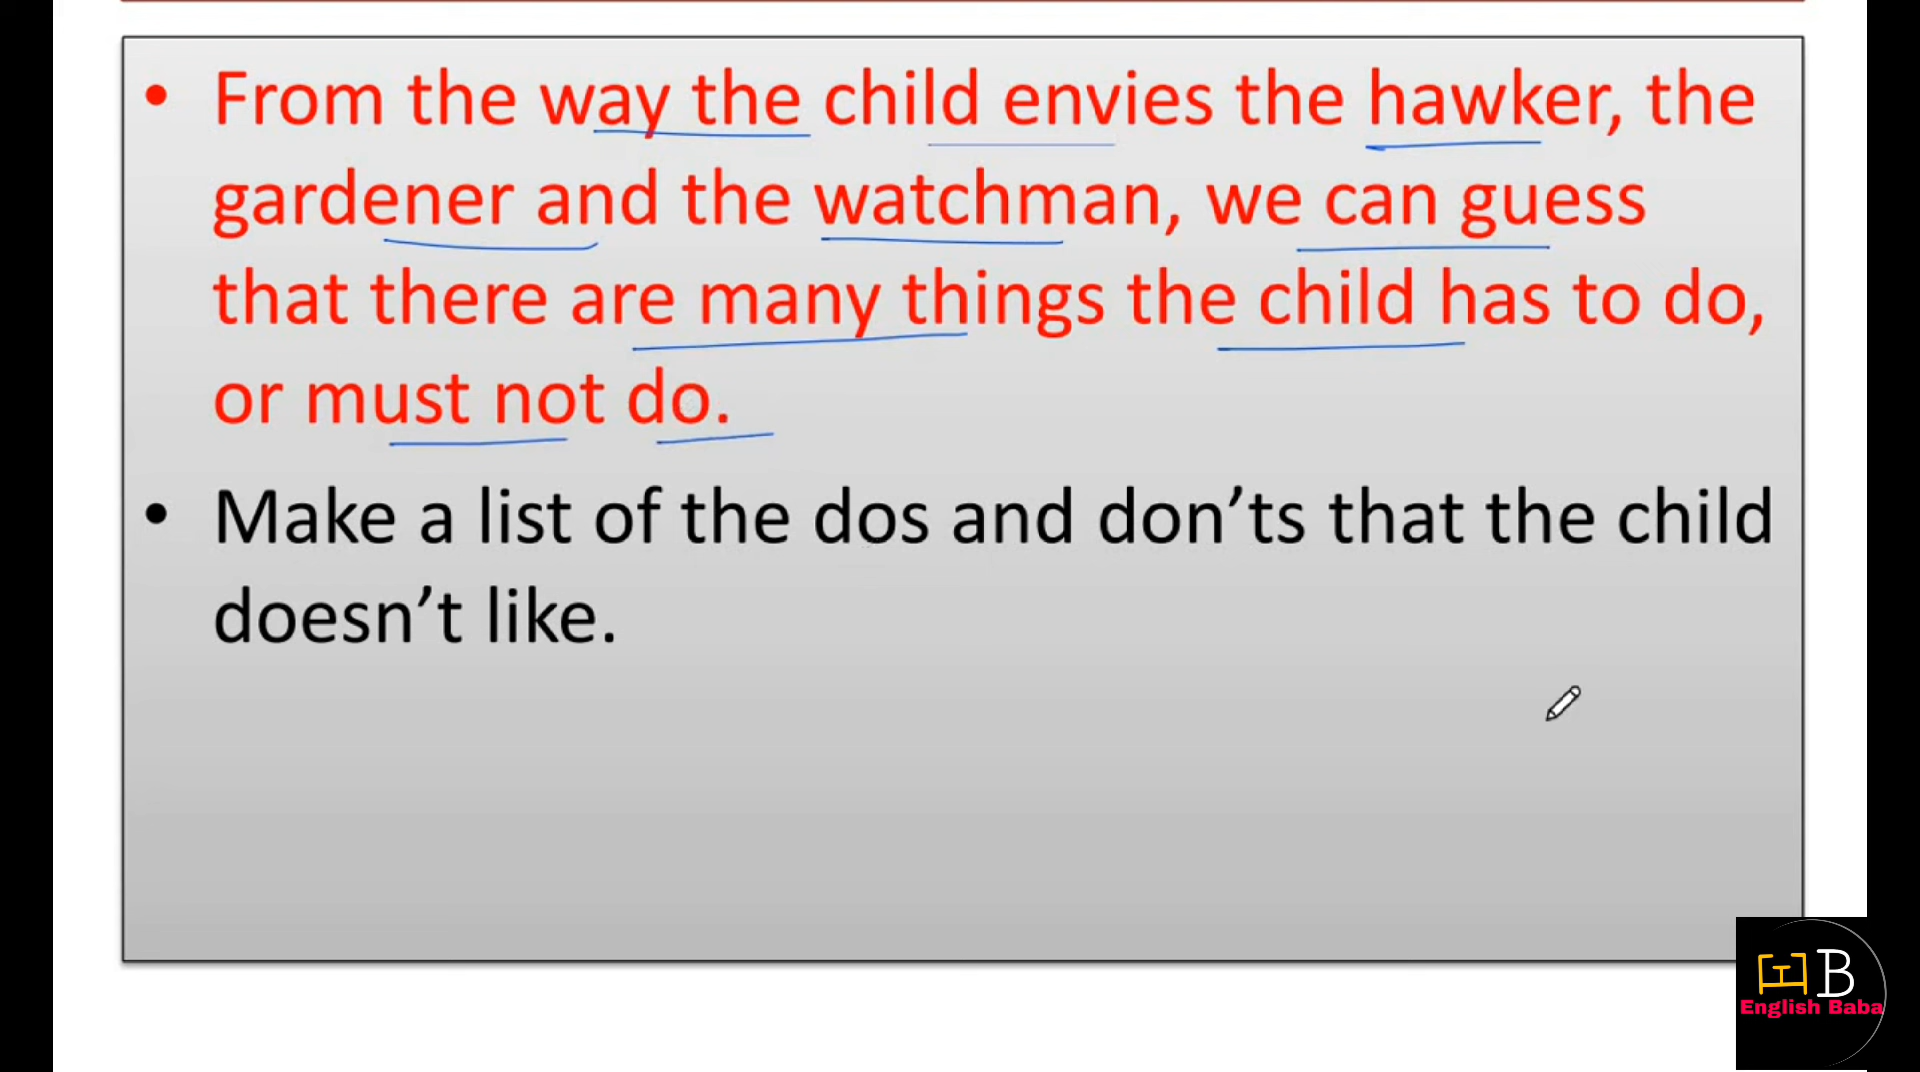 • From the way the child envies the hawker, the
gardener and the watchman, we can guess
that there are many things the child has to do,
or must not do.
• Make a list of the dos and don’ts that the child
doesn’t like.
B
English Baba